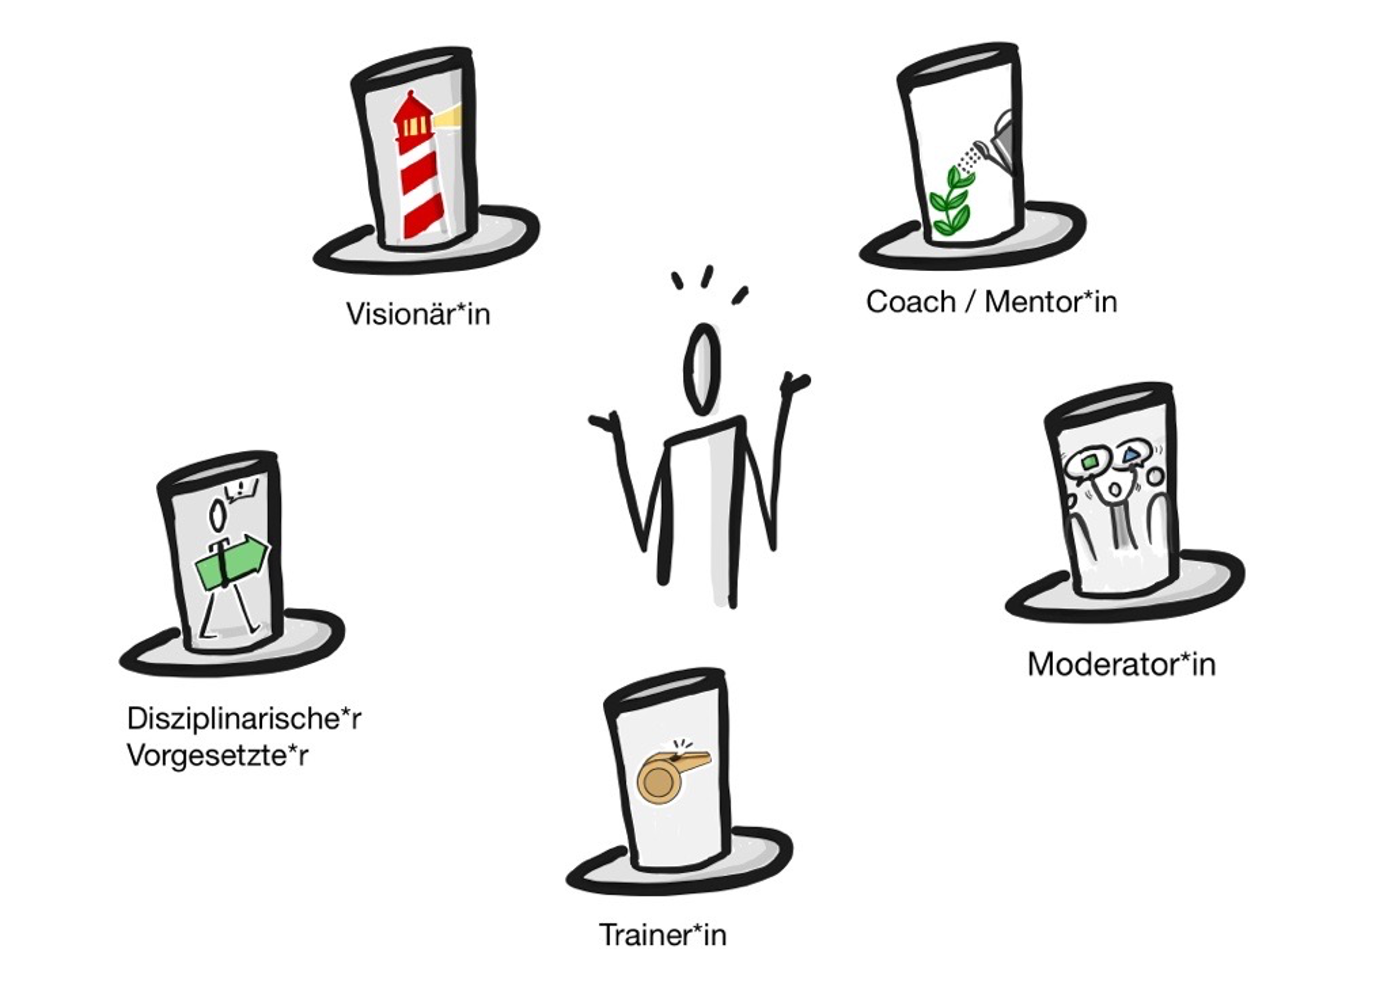 Visionär*in
Coach / Mentor*in
Moderator*in
Disziplinarische*r
Vorgesetzte*r
Trainer*in